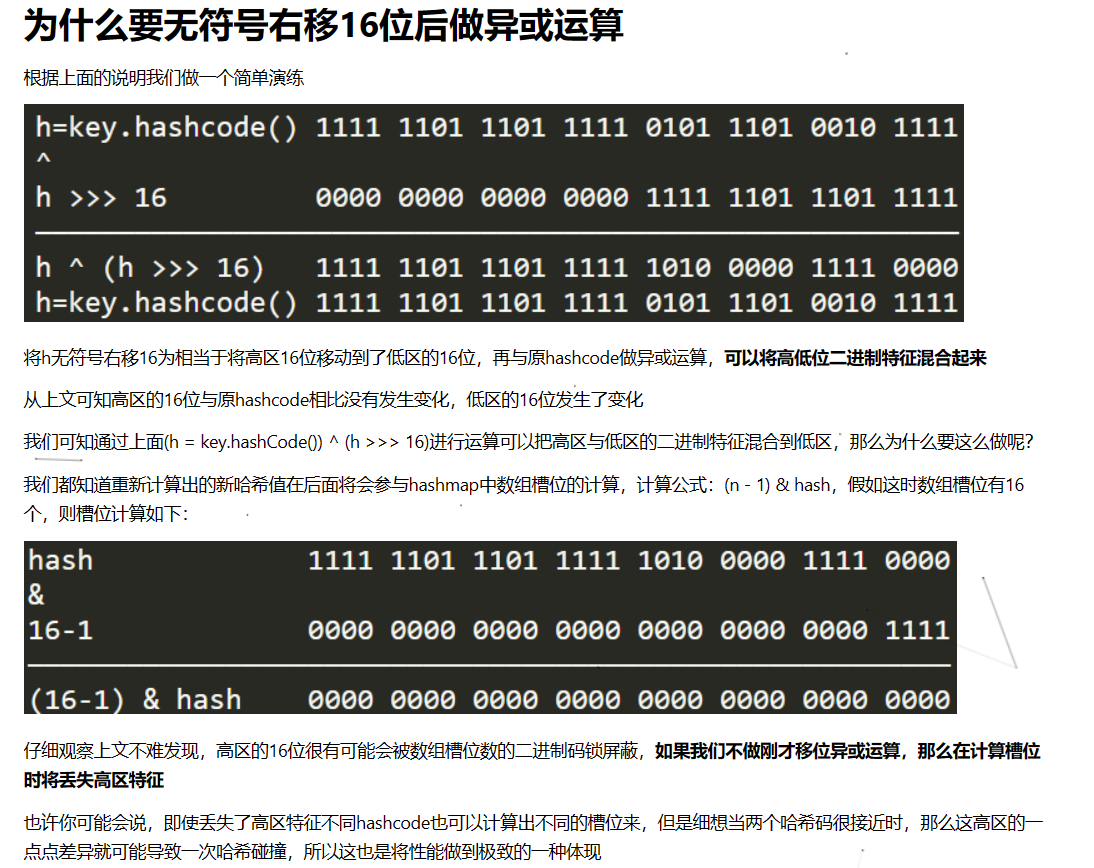 为什么要无符号右移16位后做异或运算
根据上面的说明我们做一个简单演练
h=key.hashcode() 1111 1101 1101 1111 0101 1101 0010 1111
^
h >>> 16 0000 0000 0000 0000 1111 1101 1101 1111
h ^ (h >>> 16) 1111 1101 1101 1111 1010 0000 1111 0000
h=key.hashcode() 1111 1101 1101 1111 0101 1101 0010 1111
将h无符号右移16为相当于将高区16位移动到了低区的16位，再与原hashcode做异或运算，可以将高低位二进制特征混合起来
从上文可知高区的16位与原hashcode相比没有发生变化，低区的16位发生了变化
我们可知通过上面(h = key.hashCode()) ^ (h >>> 16)进行运算可以把高区与低区的二进制特征混合到低区，那么为什么要这么做呢？
我们都知道重新计算出的新哈希值在后面将会参与hashmap中数组槽位的计算，计算公式：(n - 1) & hash，假如这时数组槽位有16
个，则槽位计算如下：
hash 1111 1101 1101 1111 1010 0000 1111 0000
&
16-1 0000 0000 0000 0000 0000 0000 0000 1111
(16-1) & hash 0000 0000 0000 0000 0000 0000 0000 0000
仔细观察上文不难发现，高区的16位很有可能会被数组槽位数的二进制码锁屏蔽，如果我们不做刚才移位异或运算，那么在计算槽位
时将丢失高区特征
也许你可能会说，即使丢失了高区特征不同hashcode也可以计算出不同的槽位来，但是细想当两个哈希码很接近时，那么这高区的一
点点差异就可能导致一次哈希碰撞，所以这也是将性能做到极致的一种体现